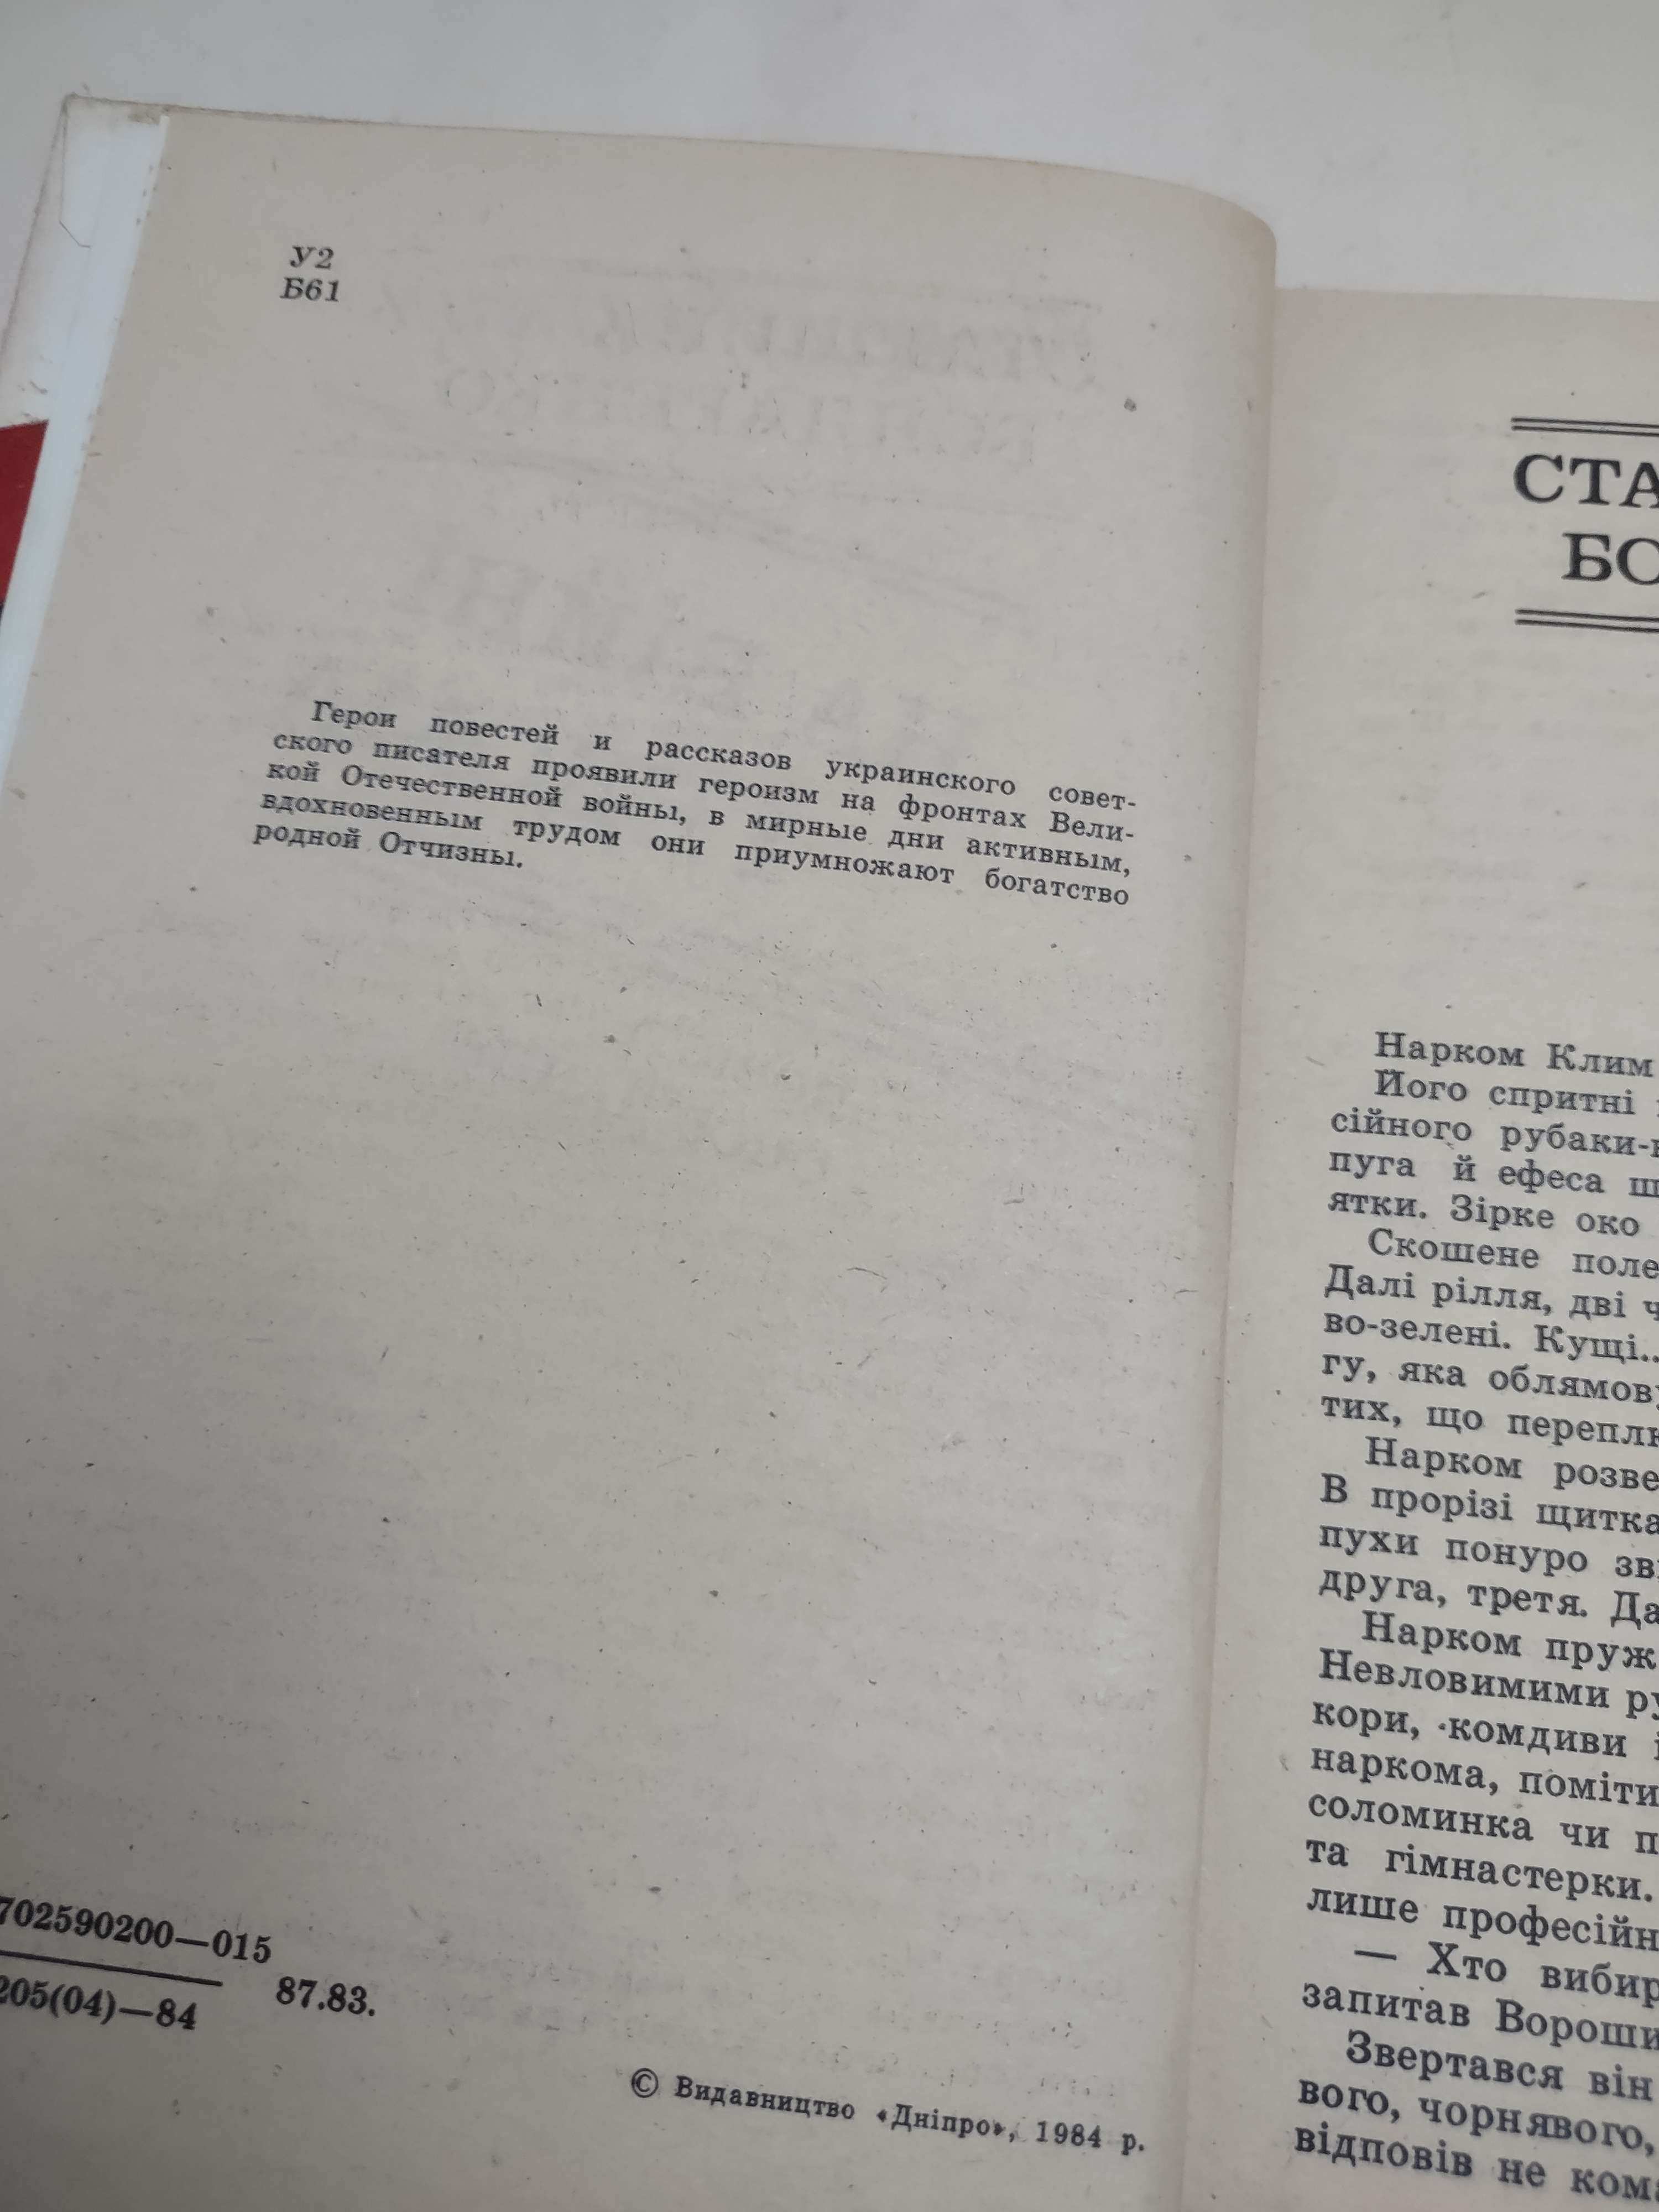 У2
Б61
Герои повестей и рассказов украинского совет-
ского писателя проявили героизм на фронтах Вели-
кой Отечественной войны, в мирные дни активным,
вдохновенным трудом они приумножают богатство
родной Отчизны.
702590200—015
205(04)—84
87.83.
© Видавництво «Дніпро», 1984 р.
СТА
БО
Нарком Клим
Його спритні
сійного рубаки-
пуга й ефеса
ятки. Зірке око
Скошене поле
Далі рілля, дві
во-зелені. Кущі..
гу, яка облямов
тих, що перепл
Нарком розве
В прорізі щитка
пухи понуро зв
друга, третя. Да
Нарком пруж
Невловимими ру
кори, комдиви
наркома, поміти
соломинка чи п
та гімнастерки.
лише професійн
— Хто вибир
запитав Вороши
Звертався він
вого, чорнявого,
відповів не кома